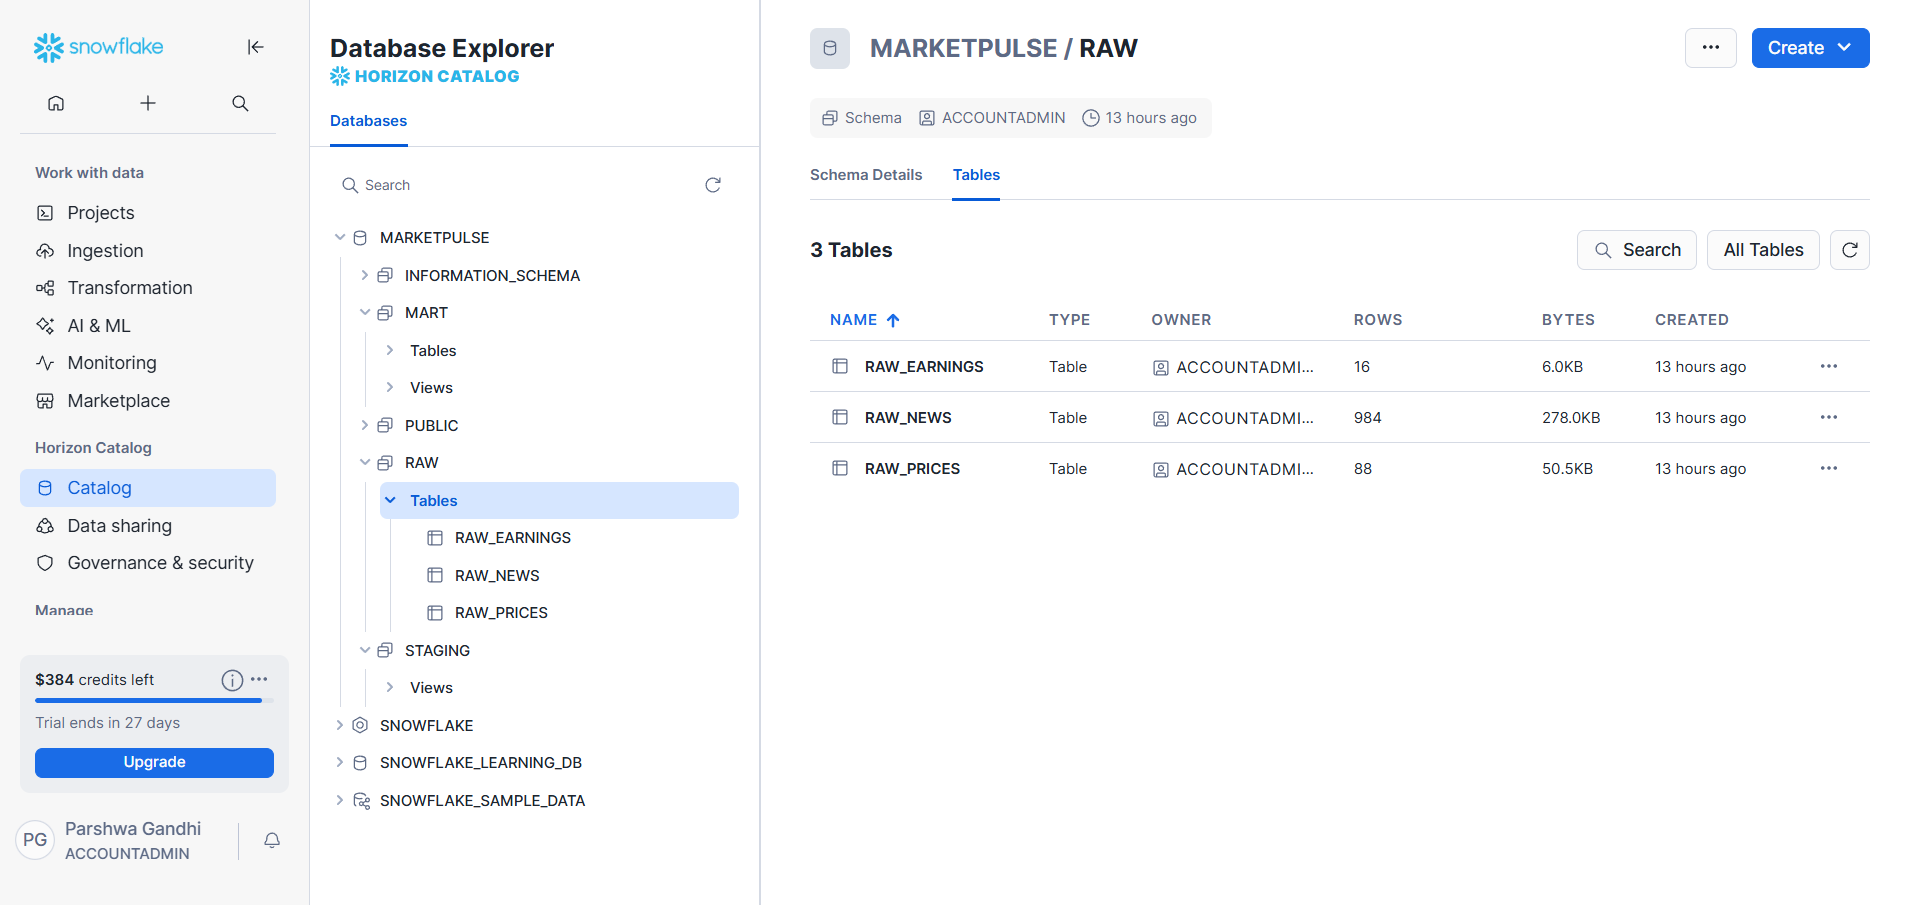 snowflake
Work with data
Projects
Ingestion
Transformation
AI & ML
Monitoring
Marketplace
Horizon Catalog
Catalog
Data sharing
Governance & security
Manage
$384 credits left
Trial ends in 27 days
Upgrade
PG
Parshwa Gandhi
ACCOUNTADMIN
Database Explorer
HORIZON CATALOG
Databases
Search
MARKETPULSE
INFORMATION_SCHEMA
MART
Tables
Views
PUBLIC
RAW
Tables
RAW_EARNINGS
RAW_NEWS
RAW_PRICES
STAGING
Views
SNOWFLAKE
SNOWFLAKE_LEARNING_DB
SNOWFLAKE_SAMPLE_DATA
MARKETPULSE / RAW
... Create
Schema ACCOUNTADMIN 13 hours ago
Schema Details Tables
3 Tables
Search All Tables
NAME TYPE OWNER ROWS BYTES CREATED
RAW_EARNINGS Table ACCOUNTADMI... 16 6.0KB 13 hours ago ...
RAW_NEWS Table ACCOUNTADMI... 984 278.0KB 13 hours ago ...
RAW_PRICES Table ACCOUNTADMI... 88 50.5KB 13 hours ago ...